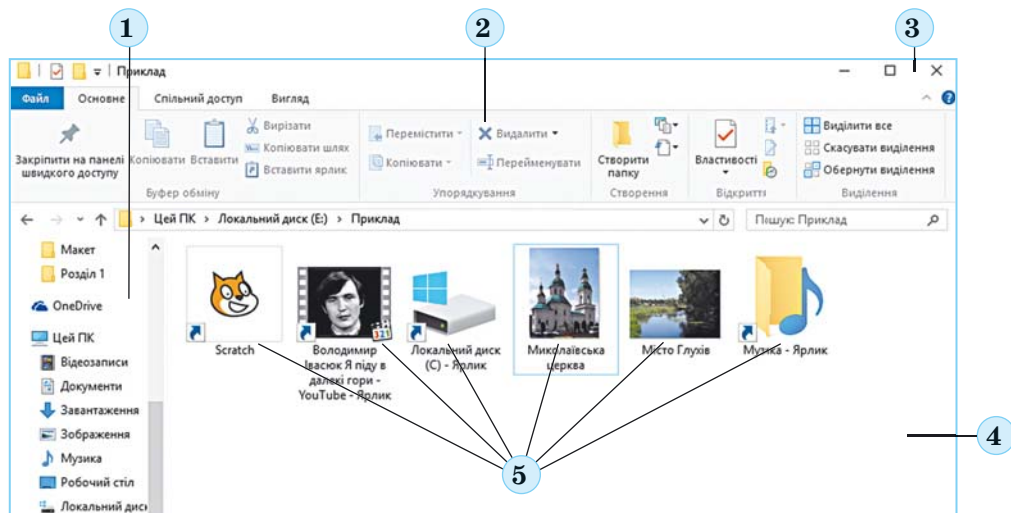 1
2
3
Приклад
Файл Основне Спільний доступ Вигляд
Закріпити на панелі швидкого доступу
Копіювати
Вставити
Вирізати
Копіювати шлях
Вставити ярлик
Буфер обміну
Перемістити
Копіювати
Видалити
Перейменувати
Упорядкування
Створити
папку
Створення
Властивості
Відкрити
Виділити все
Скасувати виділення
Обернути виділення
Виділення
Цей ПК › Локальний диск (E:) › Приклад
Пошук: Приклад
Макет
Розділ 1
OneDrive
Цей ПК
Відеозаписи
Документи
Завантаження
Зображення
Музика
Робочий стіл
Локальний диск
Scratch
Володимир
Івасюк Я піду в
далекі гори -
YouTube - Ярлик
321
Локальний диск
(C) - Ярлик
Миколаївська
церква
Місто Глухів
Музика - Ярлик
4
5